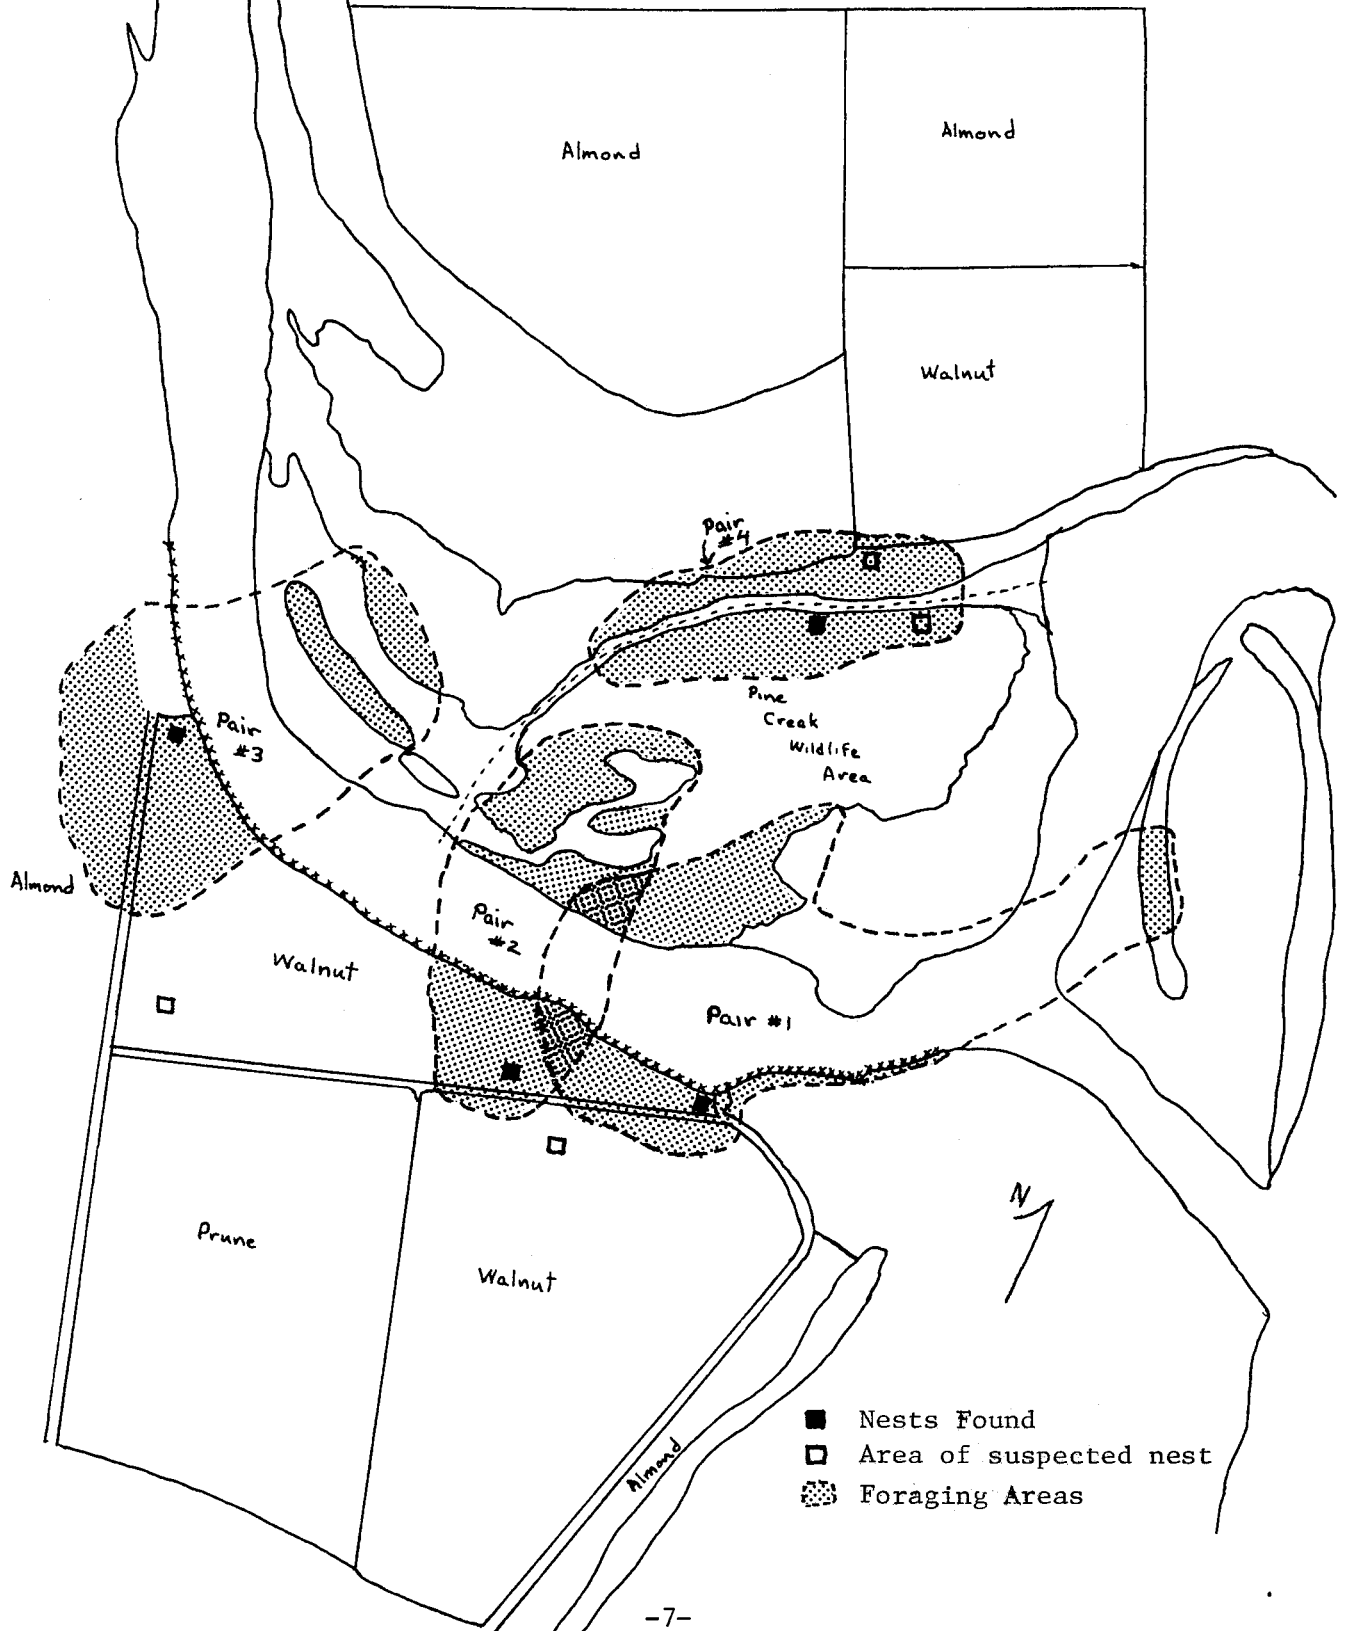 Almond
Almond
Walnut
Pair
#4
Pine
Creek
Wildlife
Area
Pair
#3
Almond
Pair
#2
Walnut
Pair #1
N
Prune
Walnut
Almond
Nests Found
Area of suspected nest
Foraging Areas
-7-